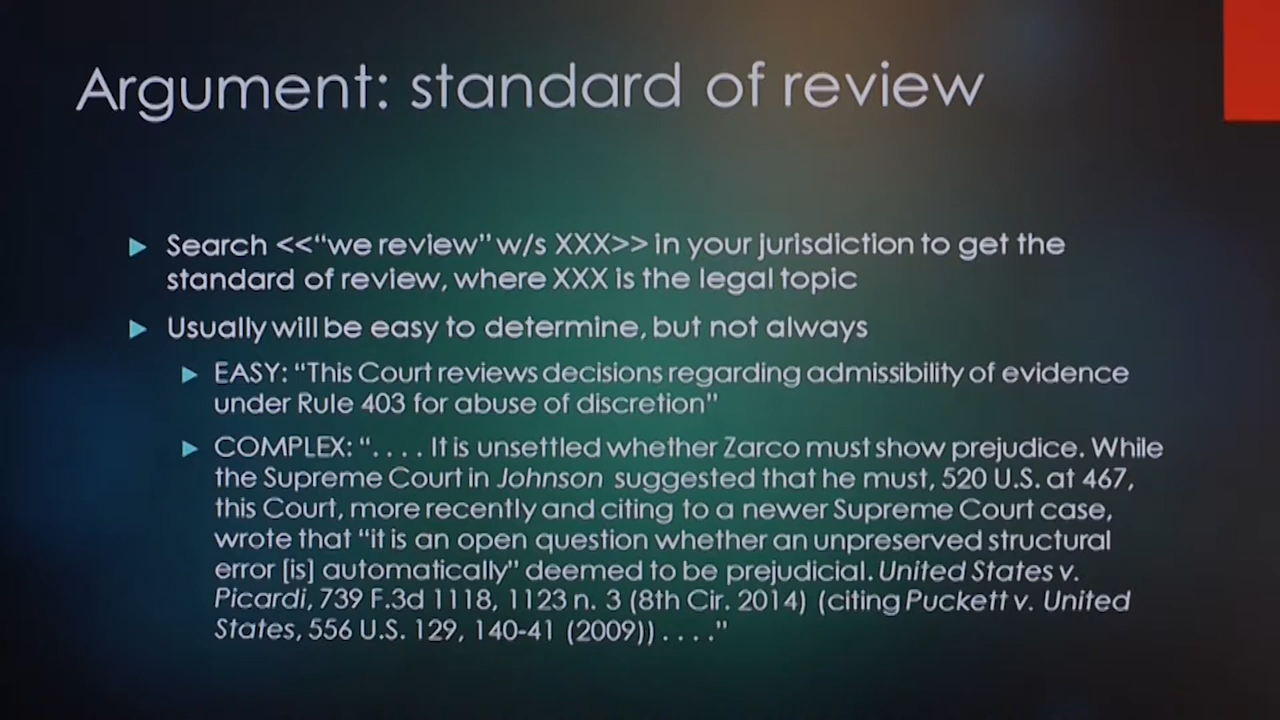 Argument: standard of review
Search <<“we review” w/s XXX>> in your jurisdiction to get the
standard of review, where XXX is the legal topic
Usually will be easy to determine, but not always
EASY: “This Court reviews decisions regarding admissibility of evidence
under Rule 403 for abuse of discretion”
COMPLEX: “. . . . It is unsettled whether Zarco must show prejudice. While
the Supreme Court in Johnson suggested that he must, 520 U.S. at 467,
this Court, more recently and citing to a newer Supreme Court case,
wrote that “it is an open question whether an unpreserved structural
error [is] automatically” deemed to be prejudicial. United States v.
Picardi, 739 F.3d 1118, 1123 n. 3 (8th Cir. 2014) (citing Puckett v. United
States, 556 U.S. 129, 140-41 (2009)) . . . .”